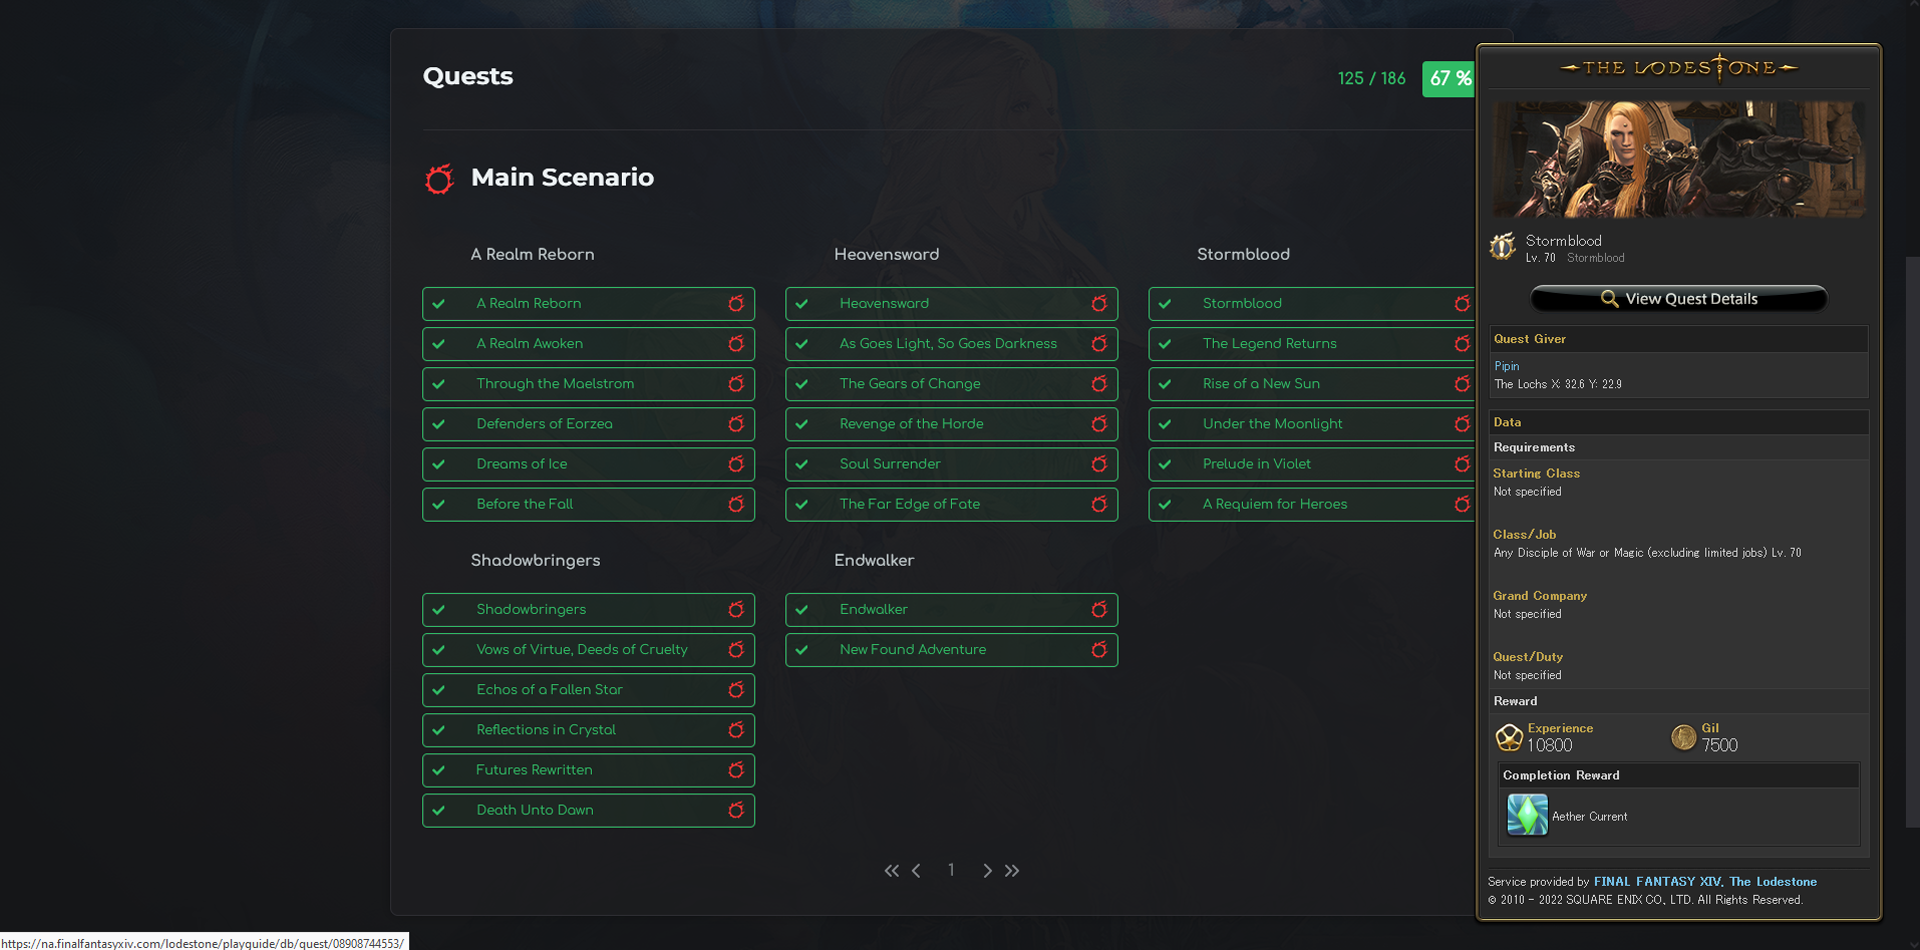 Quests
125 / 186
67 %
Main Scenario
A Realm Reborn
A Realm Reborn
A Realm Awoken
Through the Maelstrom
Defenders of Eorzea
Dreams of Ice
Before the Fall
Heavensward
Heavensward
As Goes Light, So Goes Darkness
The Gears of Change
Revenge of the Horde
Soul Surrender
The Far Edge of Fate
Stormblood
Stormblood
The Legend Returns
Rise of a New Sun
Under the Moonlight
Prelude in Violet
A Requiem for Heroes
Shadowbringers
Shadowbringers
Vows of Virtue, Deeds of Cruelty
Echos of a Fallen Star
Reflections in Crystal
Futures Rewritten
Death Unto Dawn
Endwalker
Endwalker
New Found Adventure
1
THE LODESTONE
Stormblood
Lv. 70 Stormblood
View Quest Details
Quest Giver
Pipin
The Lochs X: 32.6 Y: 22.9
Data
Requirements
Starting Class
Not specified
Class/Job
Any Disciple of War or Magic (excluding limited jobs) Lv. 70
Grand Company
Not specified
Quest/Duty
Not specified
Reward
Experience
10800
Gil
7500
Completion Reward
Aether Current
Service provided by FINAL FANTASY XIV, The Lodestone
© 2010 - 2022 SQUARE ENIX CO., LTD. All Rights Reserved.
https://na.finalfantasyxiv.com/lodestone/playguide/db/quest/08908744553/